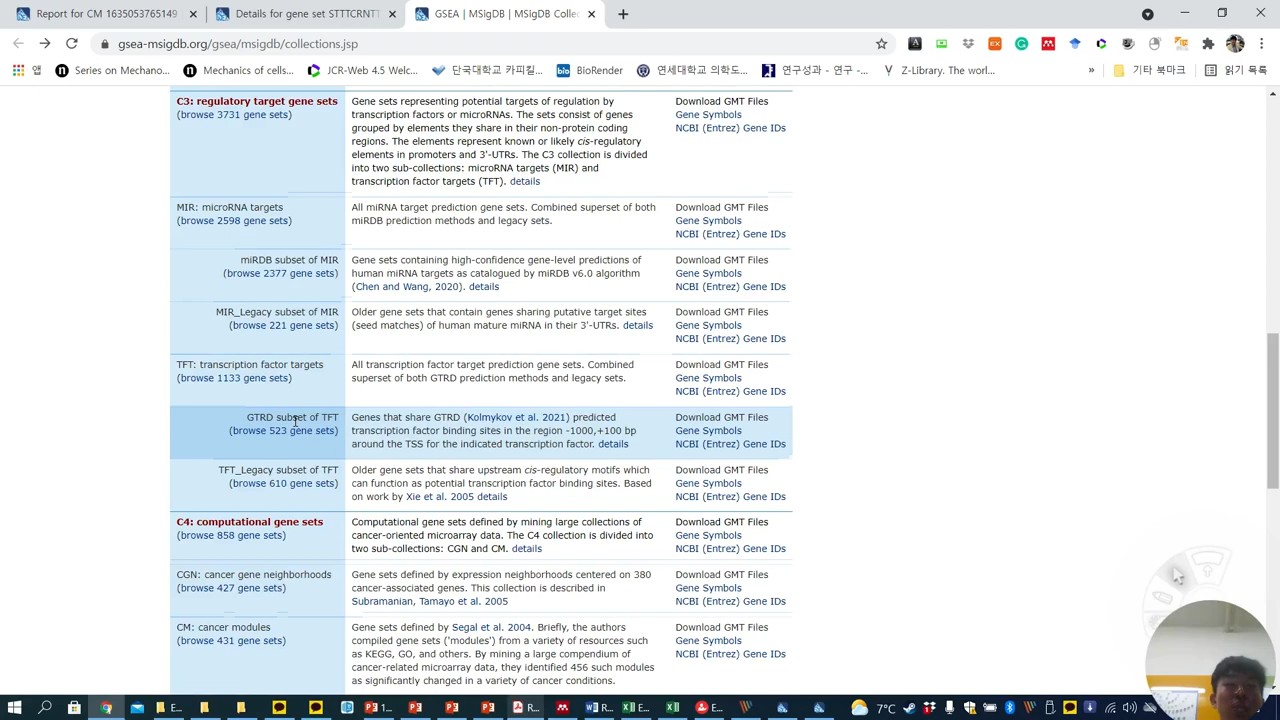 Report for CM 1635053765149
Details for gene set STTTCRNTT
GSEA | MSigDB | MSigDB Collec
gsea-msigdb.org/gsea/msigdb/collections.jsp
앱
Series on Mechano...
Mechanics of cells...
JCR-Web 4.5 Welc...
단국대학교 카피킬...
BioRender
연세대학교 의학도...
연구성과 - 연구 -...
Z-Library. The worl...
»
기타 북마크
읽기 목록
C3: regulatory target gene sets
(browse 3731 gene sets)
Gene sets representing potential targets of regulation by
transcription factors or microRNAs. The sets consist of genes
grouped by elements they share in their non-protein coding
regions. The elements represent known or likely cis-regulatory
elements in promoters and 3'-UTRs. The C3 collection is divided
into two sub-collections: microRNA targets (MIR) and
transcription factor targets (TFT). details
Download GMT Files
Gene Symbols
NCBI (Entrez) Gene IDs
MIR: microRNA targets
(browse 2598 gene sets)
All miRNA target prediction gene sets. Combined superset of both
miRDB prediction methods and legacy sets.
Download GMT Files
Gene Symbols
NCBI (Entrez) Gene IDs
miRDB subset of MIR
(browse 2377 gene sets)
Gene sets containing high-confidence gene-level predictions of
human miRNA targets as catalogued by miRDB v6.0 algorithm
(Chen and Wang, 2020). details
Download GMT Files
Gene Symbols
NCBI (Entrez) Gene IDs
MIR_Legacy subset of MIR
(browse 221 gene sets)
Older gene sets that contain genes sharing putative target sites
(seed matches) of human mature miRNA in their 3'-UTRs. details
Download GMT Files
Gene Symbols
NCBI (Entrez) Gene IDs
TFT: transcription factor targets
(browse 1133 gene sets)
All transcription factor target prediction gene sets. Combined
superset of both GTRD prediction methods and legacy sets.
Download GMT Files
Gene Symbols
NCBI (Entrez) Gene IDs
GTRD subset of TFT
(browse 523 gene sets)
Genes that share GTRD (Kolmykov et al. 2021) predicted
transcription factor binding sites in the region -1000,+100 bp
around the TSS for the indicated transcription factor. details
Download GMT Files
Gene Symbols
NCBI (Entrez) Gene IDs
TFT_Legacy subset of TFT
(browse 610 gene sets)
Older gene sets that share upstream cis-regulatory motifs which
can function as potential transcription factor binding sites. Based
on work by Xie et al. 2005 details
Download GMT Files
Gene Symbols
NCBI (Entrez) Gene IDs
C4: computational gene sets
(browse 858 gene sets)
Computational gene sets defined by mining large collections of
cancer-oriented microarray data. The C4 collection is divided into
two sub-collections: CGN and CM. details
Download GMT Files
Gene Symbols
NCBI (Entrez) Gene IDs
CGN: cancer gene neighborhoods
(browse 427 gene sets)
Gene sets defined by expression neighborhoods centered on 380
cancer-associated genes. This collection is described in
Subramanian, Tamayo et al. 2005
Download GMT Files
Gene Symbols
NCBI (Entrez) Gene IDs
CM: cancer modules
(browse 431 gene sets)
Gene sets defined by Segal et al. 2004. Briefly, the authors
compiled gene sets ('modules') from a variety of resources such
as KEGG, GO, and others. By mining a large compendium of
cancer-related microarray data, they identified 456 such modules
as significantly changed in a variety of cancer conditions.
Download GMT Files
Gene Symbols
NCBI (Entrez) Gene IDs
E...
P 1...
P...
P...
R...
E...
E...
E...
7°C